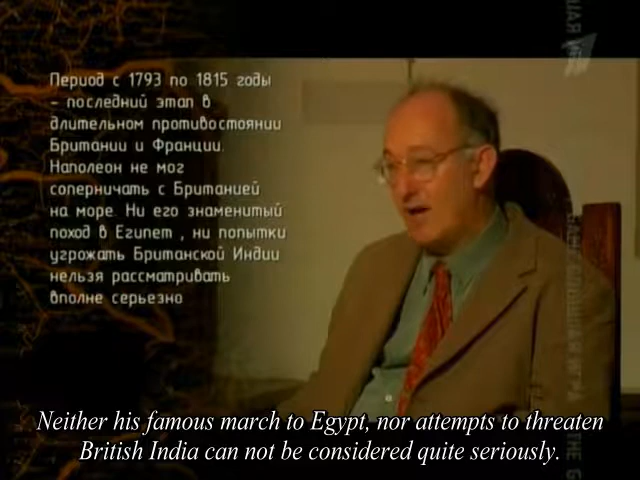 Период с 1793 по 1815 годы
- последний этап в
длительном противостоянии
Британии и Франции.
Наполеон не мог
соперничать с Британией
на море. Ни его знаменитый
поход в Египет , ни попытки
угрожать Британской Индии
нельзя рассматривать
вполне серьезно
Neither his famous march to Egypt, nor attempts to threaten
British India can not be considered quite seriously.